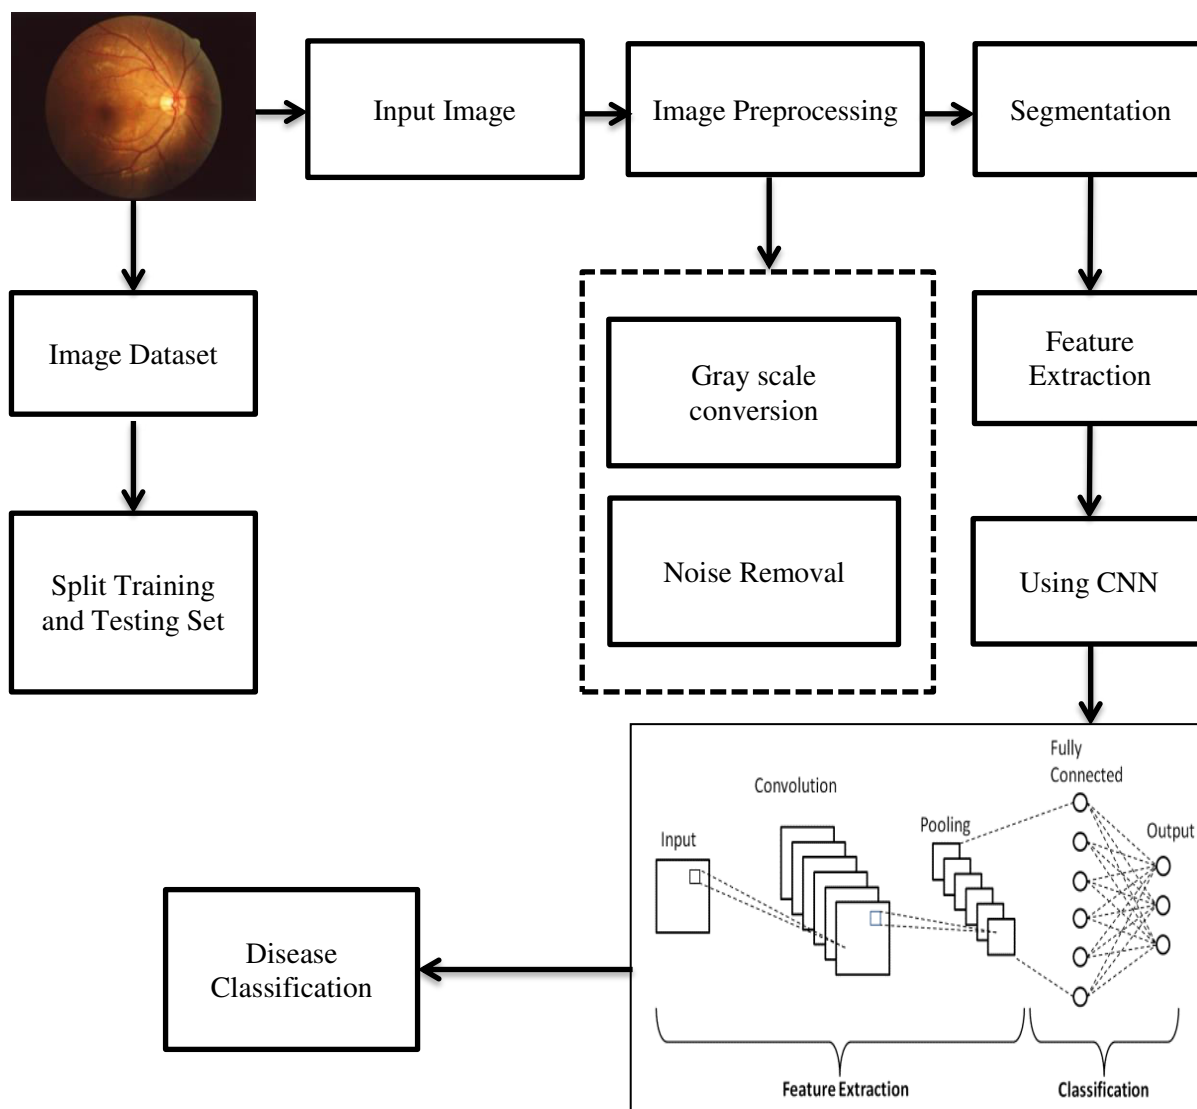 Input Image
Image Preprocessing
Segmentation
Image Dataset
Gray scale
conversion
Feature
Extraction
Split Training
and Testing Set
Noise Removal
Using CNN
Fully
Connected
Convolution
Pooling
Output
Input
Disease
Classification
Feature Extraction
Classification